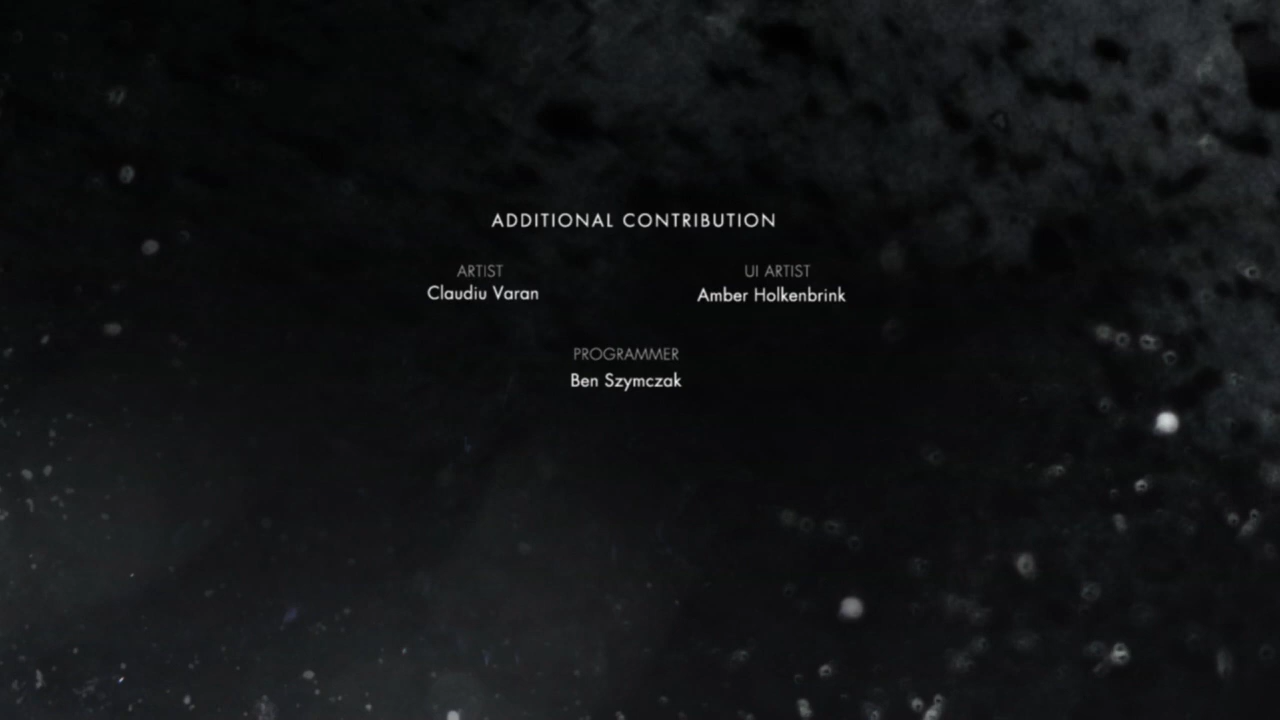 ADDITIONAL CONTRIBUTION
ARTIST
Claudiu Varan
UI ARTIST
Amber Holkenbrink
PROGRAMMER
Ben Szymczak